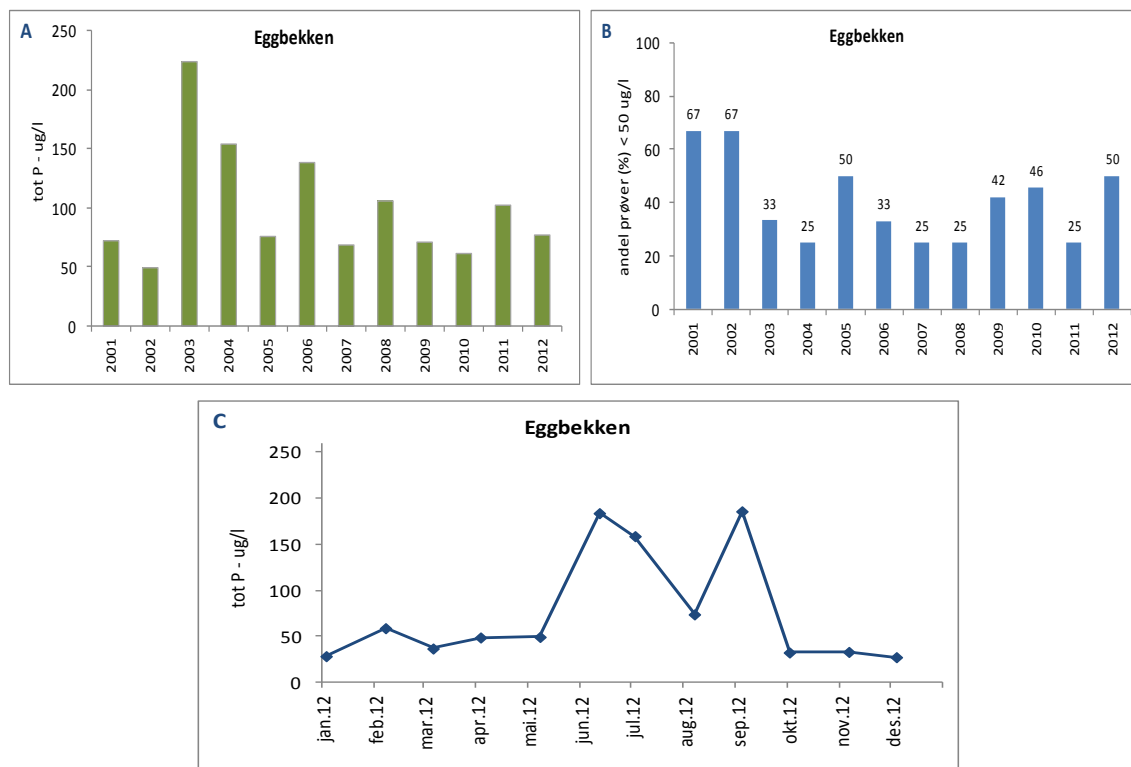 A
Eggbekken
tot P - ug/l
250
200
150
100
50
0
2001 2002 2003 2004 2005 2006 2007 2008 2009 2010 2011 2012
B
Eggbekken
andel prøver (%) < 50 ug/l
100
80
60
40
20
0
67 67 33 25 50 33 25 25 42 46 25 50
2001 2002 2003 2004 2005 2006 2007 2008 2009 2010 2011 2012
C
Eggbekken
tot P - ug/l
250
200
150
100
50
0
jan.12 feb.12 mar.12 apr.12 mai.12 jun.12 jul.12 aug.12 sep.12 okt.12 nov.12 des.12